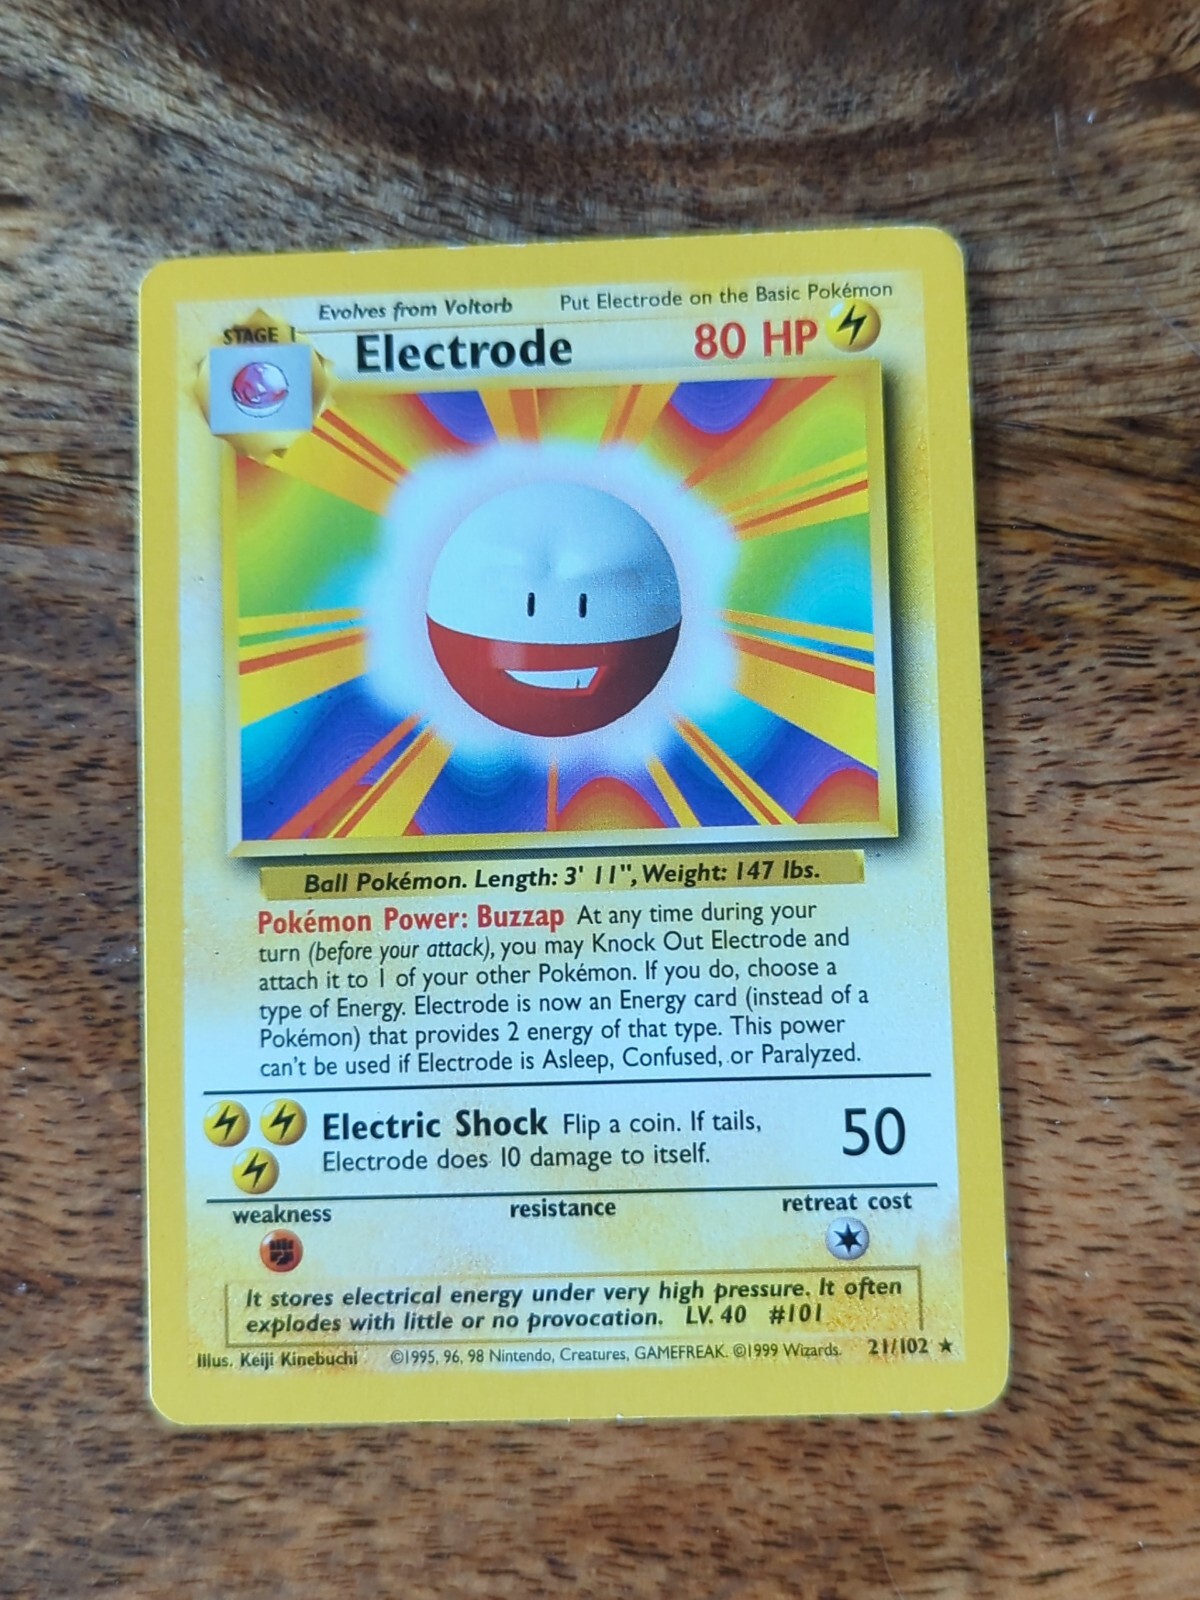 Evolves from Voltorb Put Electrode on the Basic Pokémon
STAGE 1
Electrode 80 HP
Ball Pokémon. Length: 3' 11", Weight: 147 lbs.
Pokémon Power: Buzzap At any time during your
turn (before your attack), you may Knock Out Electrode and
attach it to 1 of your other Pokémon. If you do, choose a
type of Energy. Electrode is now an Energy card (instead of a
Pokémon) that provides 2 energy of that type. This power
can't be used if Electrode is Asleep, Confused, or Paralyzed.
Electric Shock Flip a coin. If tails, 50
Electrode does 10 damage to itself.
weakness resistance retreat cost
It stores electrical energy under very high pressure. It often
explodes with little or no provocation. LV. 40 #101
Illus. Keiji Kinebuchi ©1995, 96, 98 Nintendo, Creatures, GAMEFREAK. ©1999 Wizards. 21/102 ★